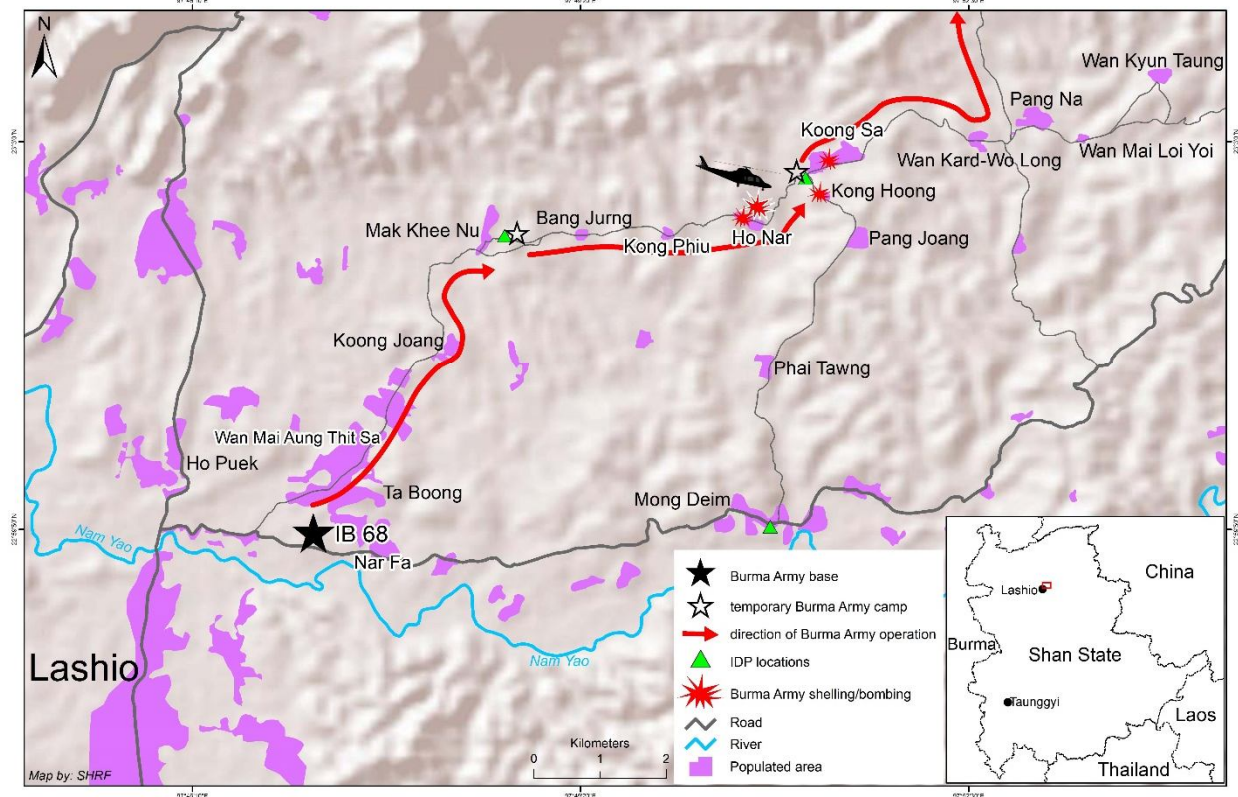 N
Wan Kyun Taung
Pang Na
Koong Sa
Wan Kard-Wo Long
Wan Mai Loi Yoi
Kong Hoong
Bang Jurng
Mak Khee Nu
Kong Phiu
Ho Nar
Pang Joang
Koong Joang
Phai Tawng
Wan Mai Aung Thit Sa
Ho Puek
Ta Boong
Mong Deim
Nam Yao
IB 68
Nar Fa
Nam Yao
Lashio
Map by: SHRF
Kilometers
0 1 2
Burma Army base
temporary Burma Army camp
direction of Burma Army operation
IDP locations
Burma Army shelling/bombing
Road
River
Populated area
China
Lashio
Burma
Shan State
Taunggyi
Laos
Thailand